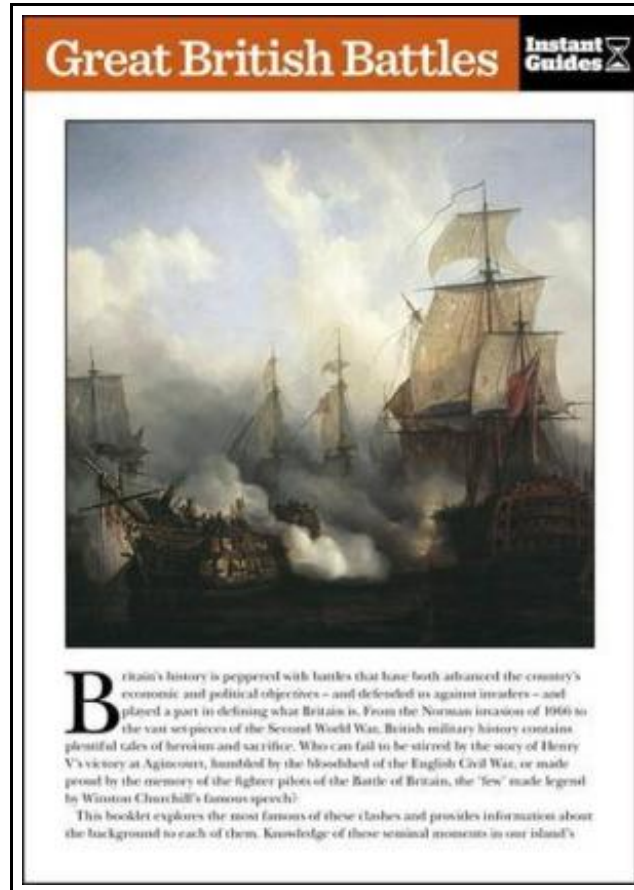 Great British Battles
Instant
Guides
Britain's history is peppered with battles that have both advanced the country's
economic and political objectives – and defended us against invaders – and
played a part in defining what Britain is. From the Norman invasion of 1066 to
the vast set-pieces of the Second World War, British military history contains
plentiful tales of heroism and sacrifice. Who can fail to be stirred by the story of Henry
V's victory at Agincourt, humbled by the bloodshed of the English Civil War, or made
proud by the memory of the fighter pilots of the Battle of Britain, the 'few' made legend
by Winston Churchill's famous speech?
This booklet explores the most famous of these clashes and provides information about
the background to each of them. Knowledge of these seminal moments in our island's